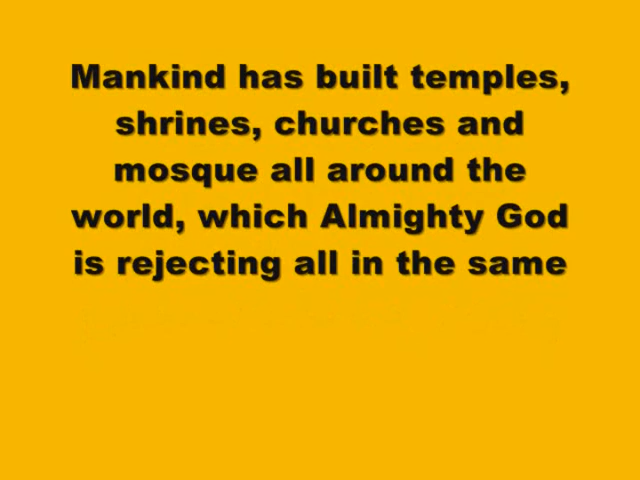 Mankind has built temples,
shrines, churches and
mosque all around the
world, which Almighty God
is rejecting all in the same